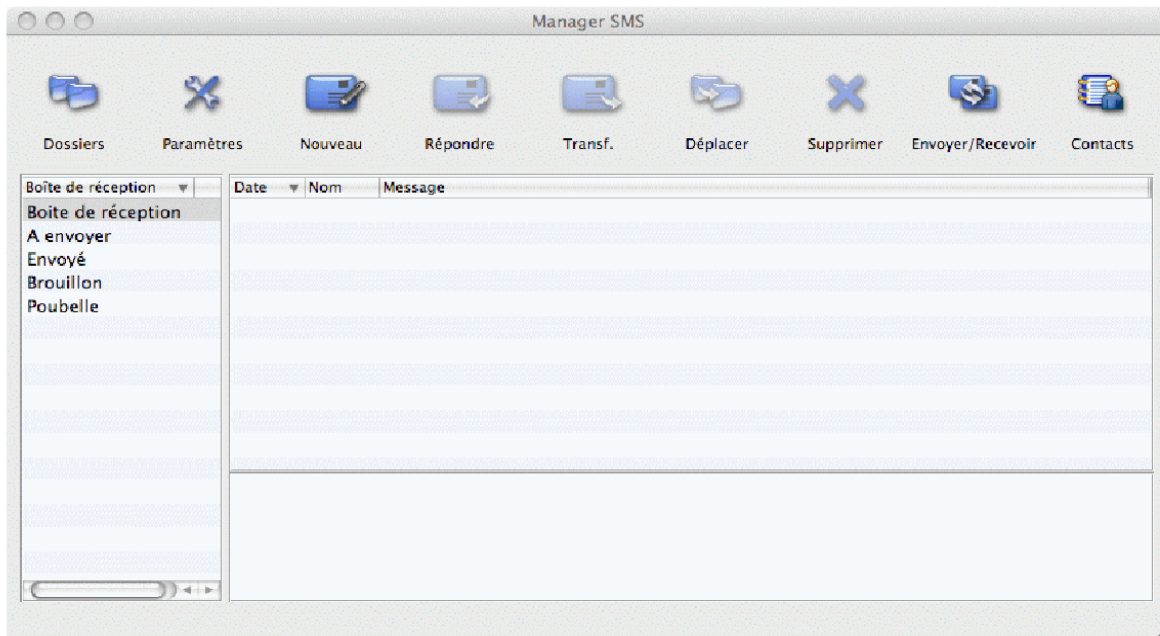 Manager SMS
Dossiers Paramètres Nouveau Répondre Transf. Déplacer Supprimer Envoyer/Recevoir Contacts
Boîte de réception Date Nom Message
Boite de réception
A envoyer
Envoyé
Brouillon
Poubelle